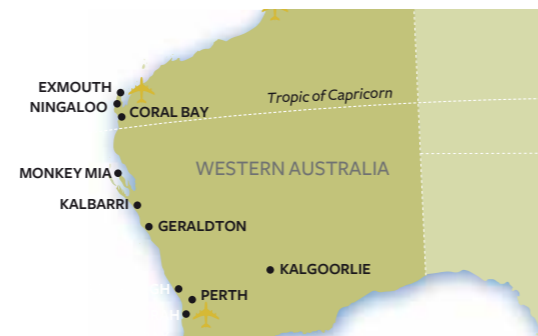 EXMOUTH
NINGALOO
CORAL BAY
Tropic of Capricorn
MONKEY MIA
WESTERN AUSTRALIA
KALBARRI
GERALDTON
KALGOORLIE
PERTH